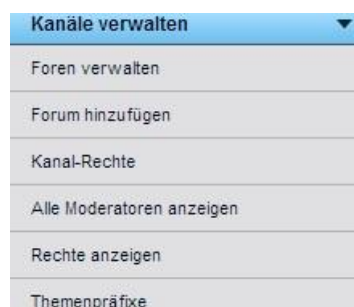 Kanäle verwalten
Foren verwalten
Forum hinzufügen
Kanal-Rechte
Alle Moderatoren anzeigen
Rechte anzeigen
Themenpräfixe